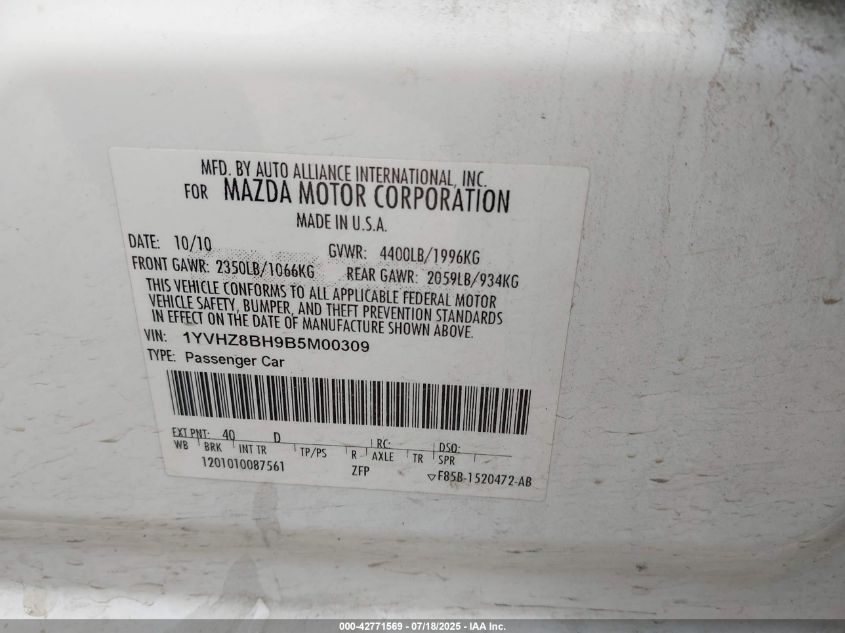 MFD. BY AUTO ALLIANCE INTERNATIONAL, INC.
FOR MAZDA MOTOR CORPORATION
MADE IN U.S.A.
DATE: 10/10 GVWR: 4400LB/1996KG
FRONT GAWR: 2350LB/1066KG REAR GAWR: 2059LB/934KG
THIS VEHICLE CONFORMS TO ALL APPLICABLE FEDERAL MOTOR
VEHICLE SAFETY, BUMPER, AND THEFT PREVENTION STANDARDS
IN EFFECT ON THE DATE OF MANUFACTURE SHOWN ABOVE.
VIN: 1YVHZ8BH9B5M00309
TYPE: Passenger Car
EXT PNT: 40 D RC: DSO:
WB BRK INT TR TP/PS R AXLE TR SPR
1201010087561 ZFP ▽F85B-1520472-AB
000-42771569 - 07/18/2025 - IAA Inc.